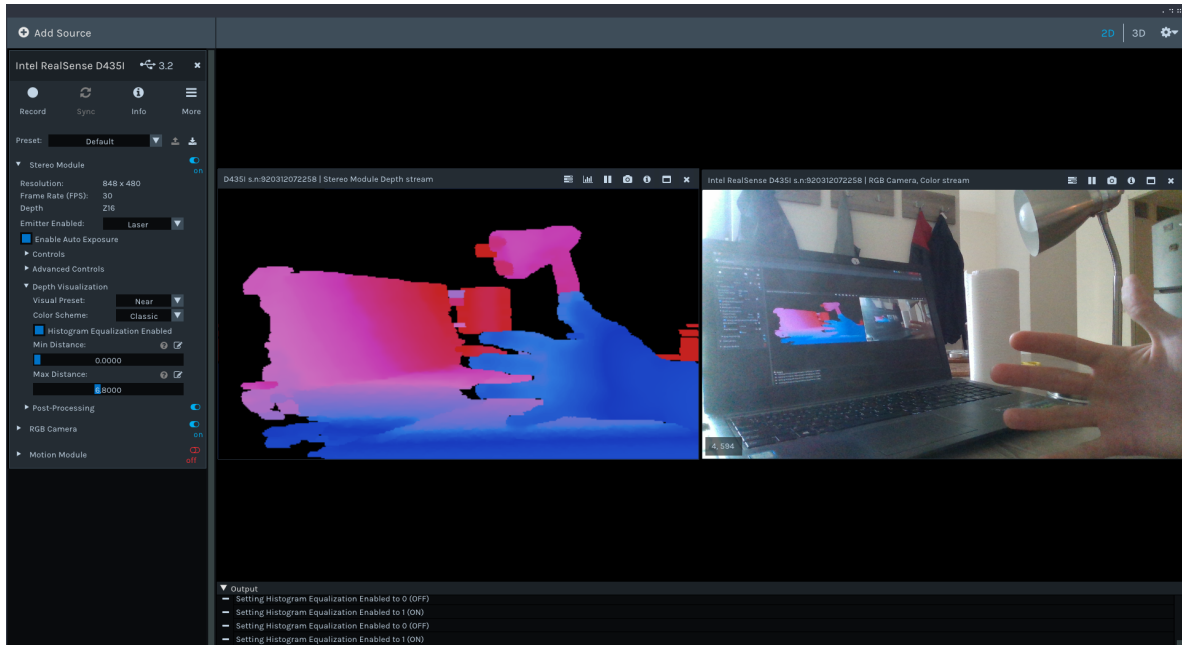 Add Source
2D 3D
Intel RealSense D435I 3.2
Record Sync Info More
Preset: Default
Stereo Module
on
Resolution: 848 x 480
Frame Rate (FPS): 30
Depth Z16
Emitter Enabled: Laser
Enable Auto Exposure
Controls
Advanced Controls
Depth Visualization
Visual Preset: Near
Color Scheme: Classic
Histogram Equalization Enabled
Min Distance:
0.0000
Max Distance:
6.8000
Post-Processing
RGB Camera
on
Motion Module
off
D435I s.n:920312072258 | Stereo Module Depth stream
Intel RealSense D435I s.n:920312072258 | RGB Camera, Color stream
4, 594
Output
Setting Histogram Equalization Enabled to 0 (OFF)
Setting Histogram Equalization Enabled to 1 (ON)
Setting Histogram Equalization Enabled to 0 (OFF)
Setting Histogram Equalization Enabled to 1 (ON)